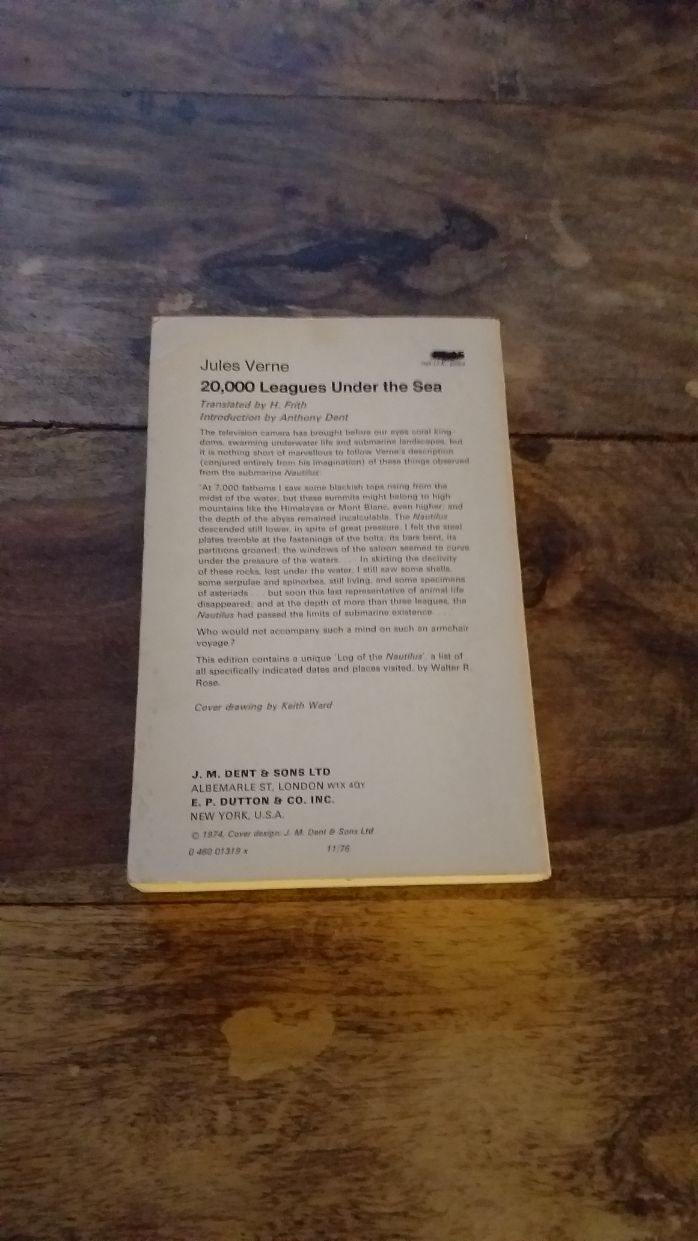 Jules Verne
20,000 Leagues Under the Sea
Translated by H. Frith
Introduction by Anthony Dent
The television camera has brought before our eyes coral king-
doms, swarming underwater life and submarine landscapes, but
it is nothing short of marvellous to follow Verne's description
(conjured entirely from his imagination) of these things observed
from the submarine Nautilus:
'At 7,000 fathoms I saw some blackish tops rising from the
midst of the water, but these summits might belong to high
mountains like the Himalayas or Mont Blanc, even higher, and
the depth of the abyss remained incalculable. The Nautilus
descended still lower, in spite of great pressure. I felt the steel
plates tremble at the fastenings of the bolts; its bars bent, its
partitions groaned; the windows of the saloon seemed to curve
under the pressure of the waters. . . . In skirting the declivity
of these rocks, lost under the water, I still saw some shells,
some serpulae and spinorbes, still living, and some specimens
of asteriads . . . but soon this last representative of animal life
disappeared; and at the depth of more than three leagues, the
Nautilus had passed the limits of submarine existence. . . .
Who would not accompany such a mind on such an armchair
voyage?
This edition contains a unique 'Log of the Nautilus', a list of
all specifically indicated dates and places visited, by Walter R.
Rose.
Cover drawing by Keith Ward
J. M. DENT & SONS LTD
ALBEMARLE ST, LONDON W1X 4QY
E. P. DUTTON & CO. INC.
NEW YORK, U.S.A.
© 1974, Cover design: J. M. Dent & Sons Ltd
0 460 01319 x 11/76